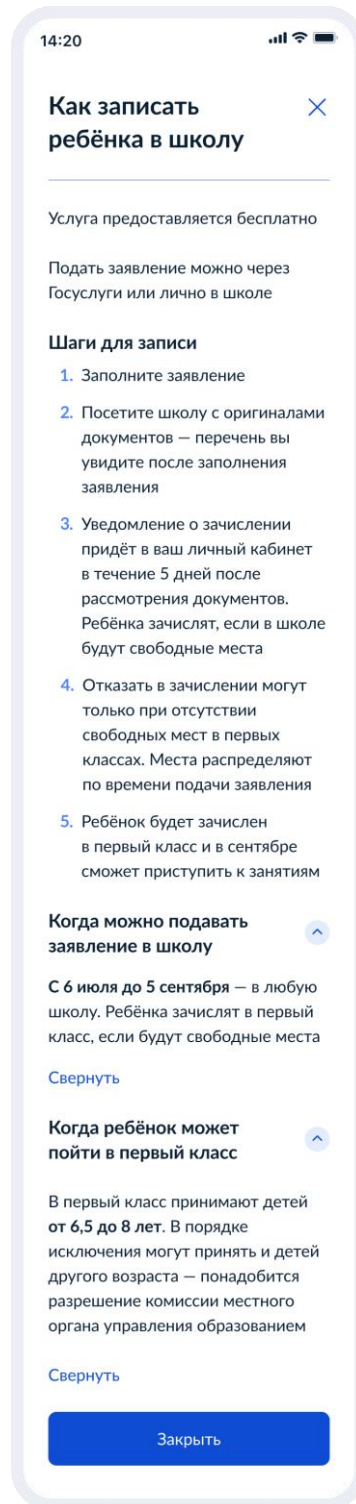 14:20
Как записать
ребёнка в школу
Услуга предоставляется бесплатно
Подать заявление можно через
Госуслуги или лично в школе
Шаги для записи
1. Заполните заявление
2. Посетите школу с оригиналами
документов — перечень вы
увидите после заполнения
заявления
3. Уведомление о зачислении
придёт в ваш личный кабинет
в течение 5 дней после
рассмотрения документов.
Ребёнка зачислят, если в школе
будут свободные места
4. Отказать в зачислении могут
только при отсутствии
свободных мест в первых
классах. Места распределяют
по времени подачи заявления
5. Ребёнок будет зачислен
в первый класс и в сентябре
сможет приступить к занятиям
Когда можно подавать
заявление в школу
С 6 июля до 5 сентября — в любую
школу. Ребёнка зачислят в первый
класс, если будут свободные места
Свернуть
Когда ребёнок может
пойти в первый класс
В первый класс принимают детей
от 6,5 до 8 лет. В порядке
исключения могут принять и детей
другого возраста — понадобится
разрешение комиссии местного
органа управления образованием
Свернуть
Закрыть